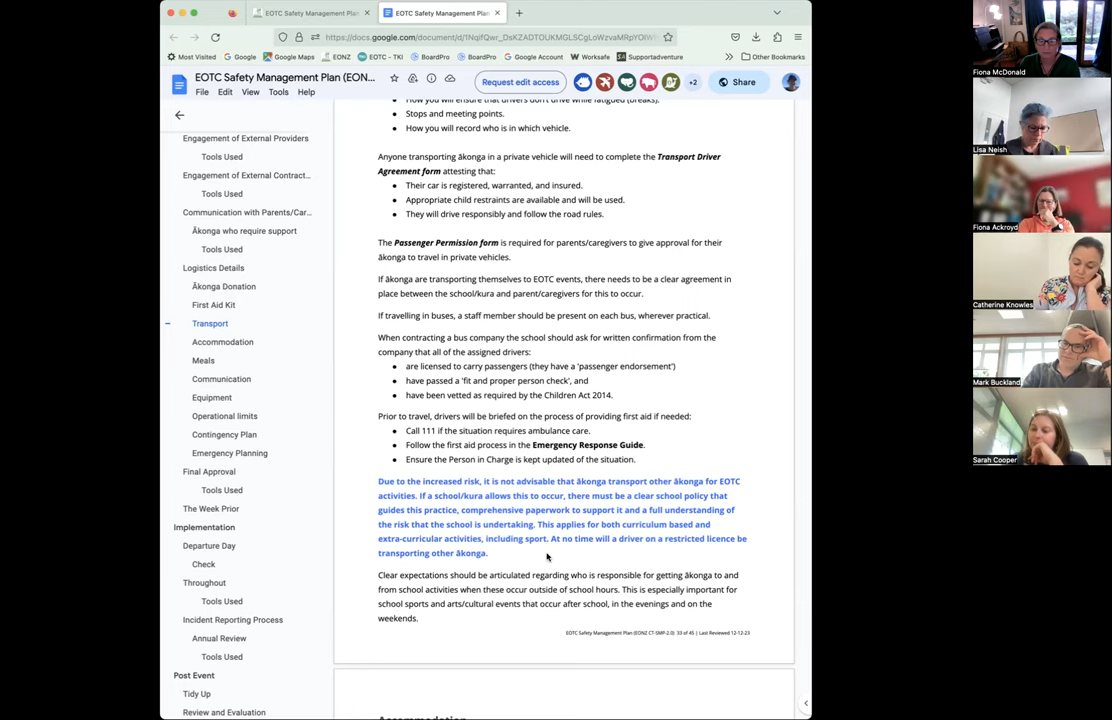 EOTC Safety Management Plan
EOTC Safety Management Plan
https://docs.google.com/document/d/
Most Visited
Google
Google Maps
EONZ
EOTC - TKI
BoardPro
BoardPro
Google Account
Worksafe
Supportadventure
Other Bookmarks
EOTC Safety Management Plan (EON...
Request edit access
+2
Share
File Edit View Tools Help
Engagement of External Providers
Tools Used
Engagement of External Contract...
Tools Used
Communication with Parents/Car...
Ākonga who require support
Tools Used
Logistics Details
Ākonga Donation
First Aid Kit
Transport
Accommodation
Meals
Communication
Equipment
Operational limits
Contingency Plan
Emergency Planning
Final Approval
Tools Used
The Week Prior
Implementation
Departure Day
Check
Throughout
Tools Used
Incident Reporting Process
Annual Review
Tools Used
Post Event
Tidy Up
Review and Evaluation
How you will ensure that drivers don't drive while fatigued (breaks).
Stops and meeting points.
How you will record who is in which vehicle.
Anyone transporting ākonga in a private vehicle will need to complete the Transport Driver
Agreement form attesting that:
Their car is registered, warranted, and insured.
Appropriate child restraints are available and will be used.
They will drive responsibly and follow the road rules.
The Passenger Permission form is required for parents/caregivers to give approval for their
ākonga to travel in private vehicles.
If ākonga are transporting themselves to EOTC events, there needs to be a clear agreement in
place between the school/kura and parent/caregivers for this to occur.
If travelling in buses, a staff member should be present on each bus, wherever practical.
When contracting a bus company the school should ask for written confirmation from the
company that all of the assigned drivers:
are licensed to carry passengers (they have a 'passenger endorsement')
have passed a 'fit and proper person check', and
have been vetted as required by the Children Act 2014.
Prior to travel, drivers will be briefed on the process of providing first aid if needed:
Call 111 if the situation requires ambulance care.
Follow the first aid process in the Emergency Response Guide.
Ensure the Person in Charge is kept updated of the situation.
Due to the increased risk, it is not advisable that ākonga transport other ākonga for EOTC
activities. If a school/kura allows this to occur, there must be a clear school policy that
guides this practice, comprehensive paperwork to support it and a full understanding of
the risk that the school is undertaking. This applies for both curriculum based and
extra-curricular activities, including sport. At no time will a driver on a restricted licence be
transporting other ākonga.
Clear expectations should be articulated regarding who is responsible for getting ākonga to and
from school activities when these occur outside of school hours. This is especially important for
school sports and arts/cultural events that occur after school, in the evenings and on the
weekends.
EOTC Safety Management Plan (EONZ CT-SMP-2.0) 33 of 45 | Last Reviewed 12-12-23
Accommodation
Fiona McDonald
Lisa Neish
Fiona Ackroyd
Catherine Knowles
Mark Buckland
Sarah Cooper